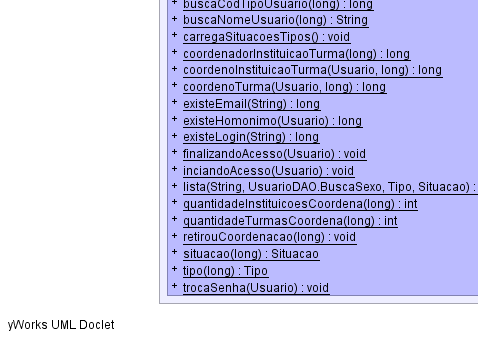 + buscaCodTipoUsuario(long) : long
+ buscaNomeUsuario(long) : String
+ carregaSituacoesTipos() : void
+ coordenadorInstituicaoTurma(long) : long
+ coordenoInstituicaoTurma(Usuario, long) : long
+ coordenoTurma(Usuario, long) : long
+ existeEmail(String) : long
+ existeHomonimo(Usuario) : long
+ existeLogin(String) : long
+ finalizandoAcesso(Usuario) : void
+ inciandoAcesso(Usuario) : void
+ lista(String, UsuarioDAO.BuscaSexo, Tipo, Situacao) :
+ quantidadeInstituicoesCoordena(long) : int
+ quantidadeTurmasCoordena(long) : int
+ retirouCoordenacao(long) : void
+ situacao(long) : Situacao
+ tipo(long) : Tipo
+ trocaSenha(Usuario) : void
yWorks UML Doclet